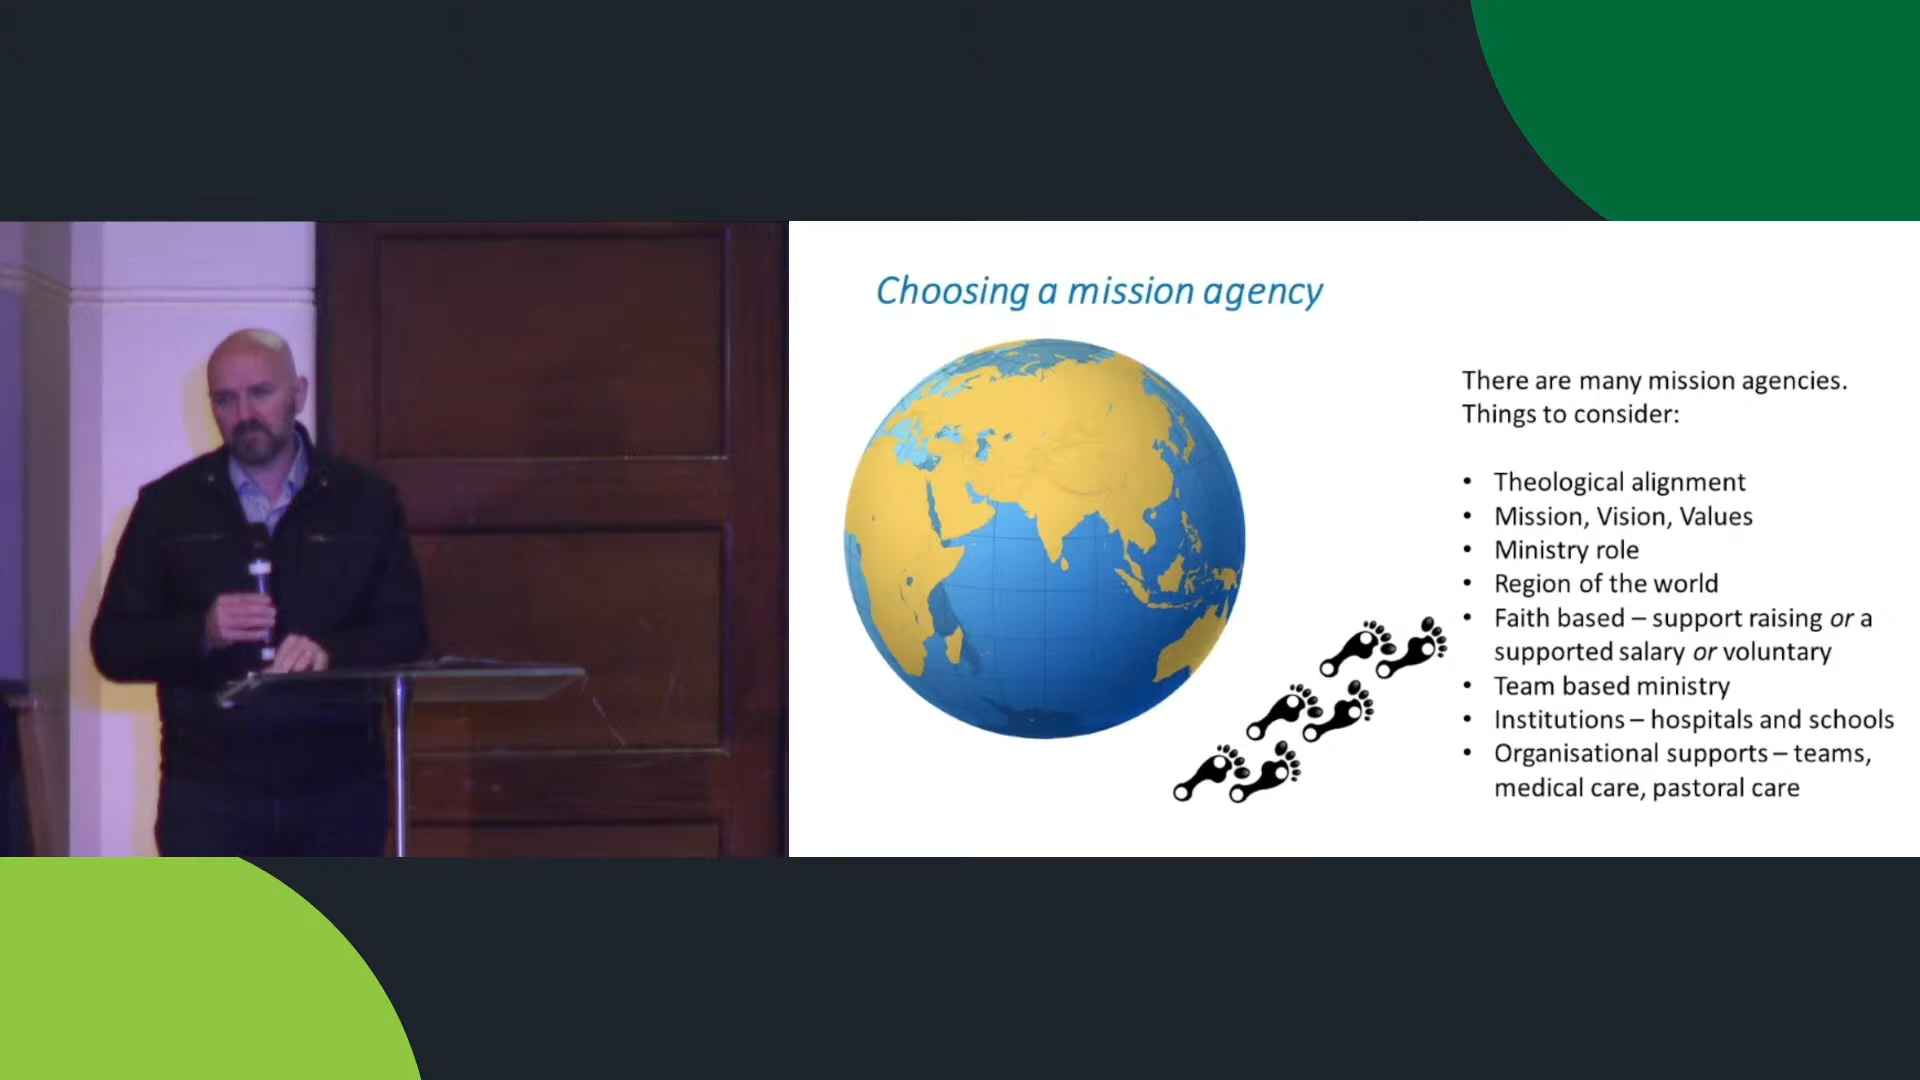 Choosing a mission agency
There are many mission agencies.
Things to consider:
• Theological alignment
• Mission, Vision, Values
• Ministry role
• Region of the world
• Faith based – support raising or a
supported salary or voluntary
• Team based ministry
• Institutions – hospitals and schools
• Organisational supports – teams,
medical care, pastoral care